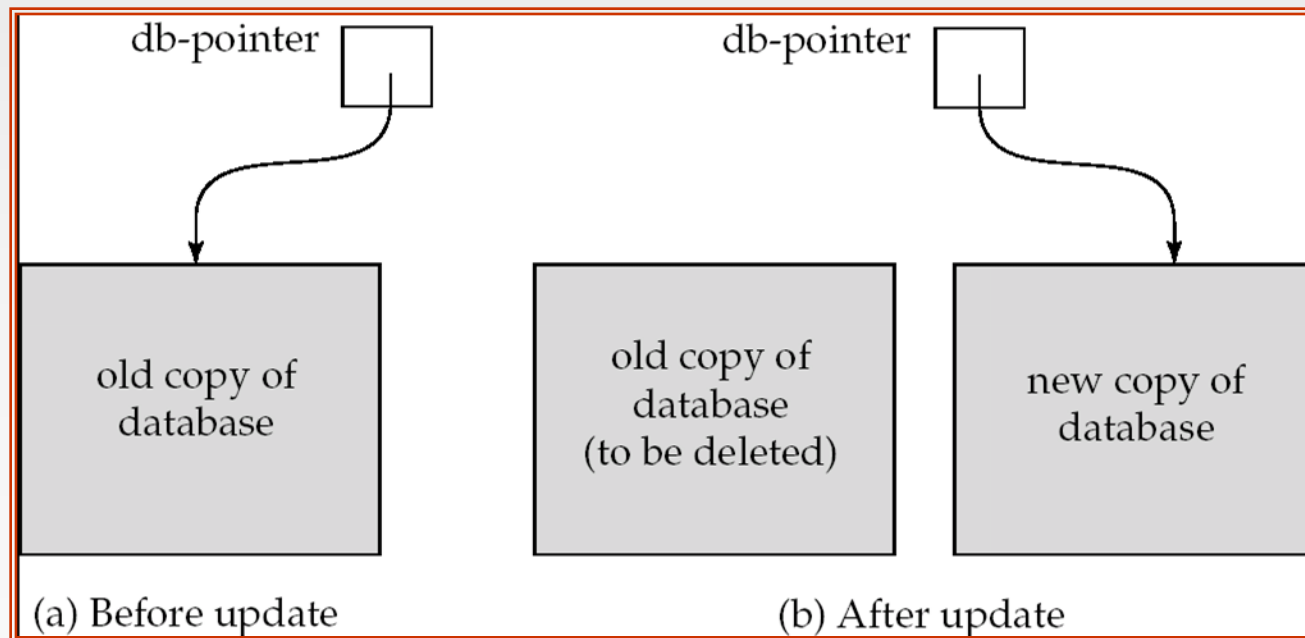 db-pointer
old copy of
database
(a) Before update
db-pointer
old copy of
database
(to be deleted)
new copy of
database
(b) After update